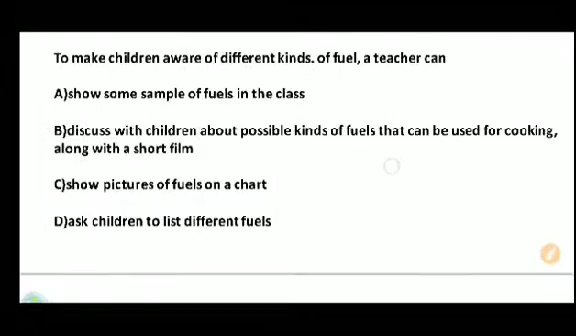 To make children aware of different kinds. of fuel, a teacher can
A)show some sample of fuels in the class
B)discuss with children about possible kinds of fuels that can be used for cooking,
along with a short film
C)show pictures of fuels on a chart
D)ask children to list different fuels